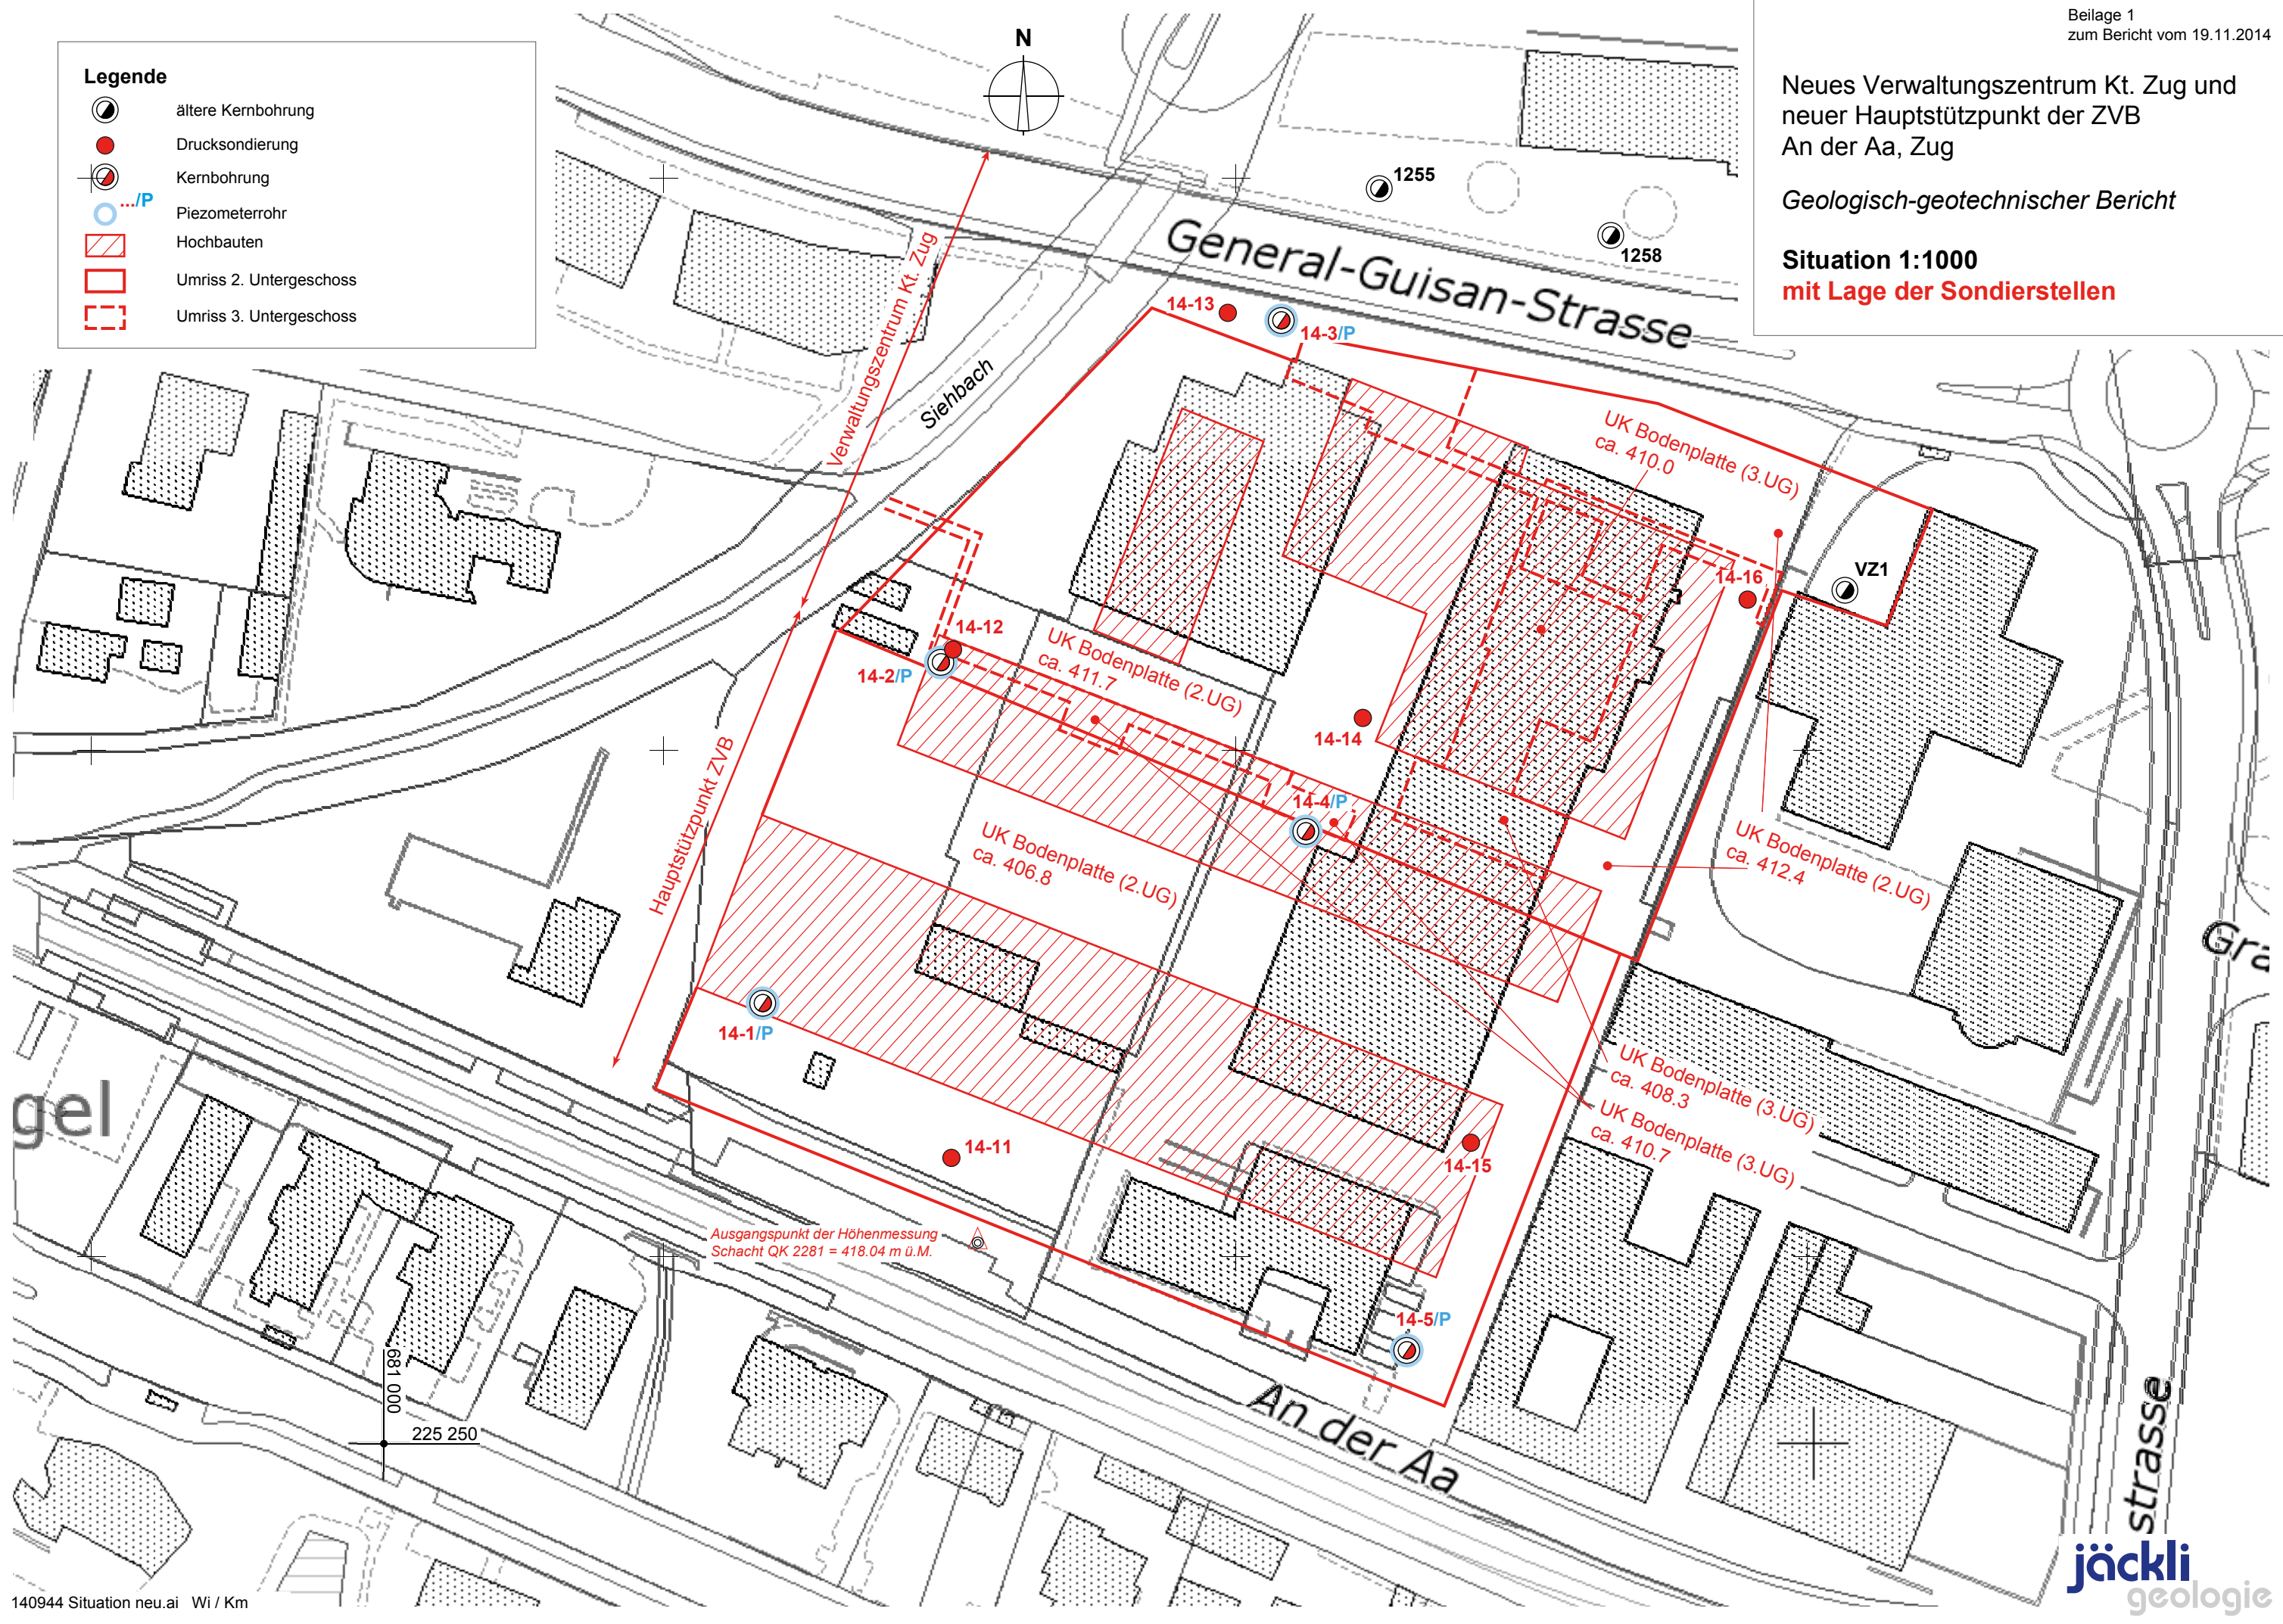 Beilage 1
zum Bericht vom 19.11.2014
Neues Verwaltungszentrum Kt. Zug und
neuer Hauptstützpunkt der ZVB
An der Aa, Zug
Geologisch-geotechnischer Bericht
Situation 1:1000
mit Lage der Sondierstellen
Legende
ältere Kernbohrung
Drucksondierung
Kernbohrung
.../P
Piezometerrohr
Hochbauten
Umriss 2. Untergeschoss
Umriss 3. Untergeschoss
N
1255
1258
General-Guisan-Strasse
Verwaltungszentrum Kt. Zug
Siehbach
14-13
14-3/P
UK Bodenplatte (3.UG)
ca. 410.0
VZ1
14-16
14-12
14-2/P
UK Bodenplatte (2.UG)
ca. 411.7
14-14
Hauptstützpunkt ZVB
14-4/P
UK Bodenplatte (2.UG)
ca. 406.8
UK Bodenplatte (2.UG)
ca. 412.4
Gra
14-1/P
UK Bodenplatte (3.UG)
ca. 408.3
UK Bodenplatte (3.UG)
ca. 410.7
gel
14-11
14-15
Ausgangspunkt der Höhenmessung
Schacht QK 2281 = 418.04 m ü.M.
14-5/P
An der Aa
681 000
225 250
strasse
jäckli
geologie
140944 Situation neu.ai Wi / Km